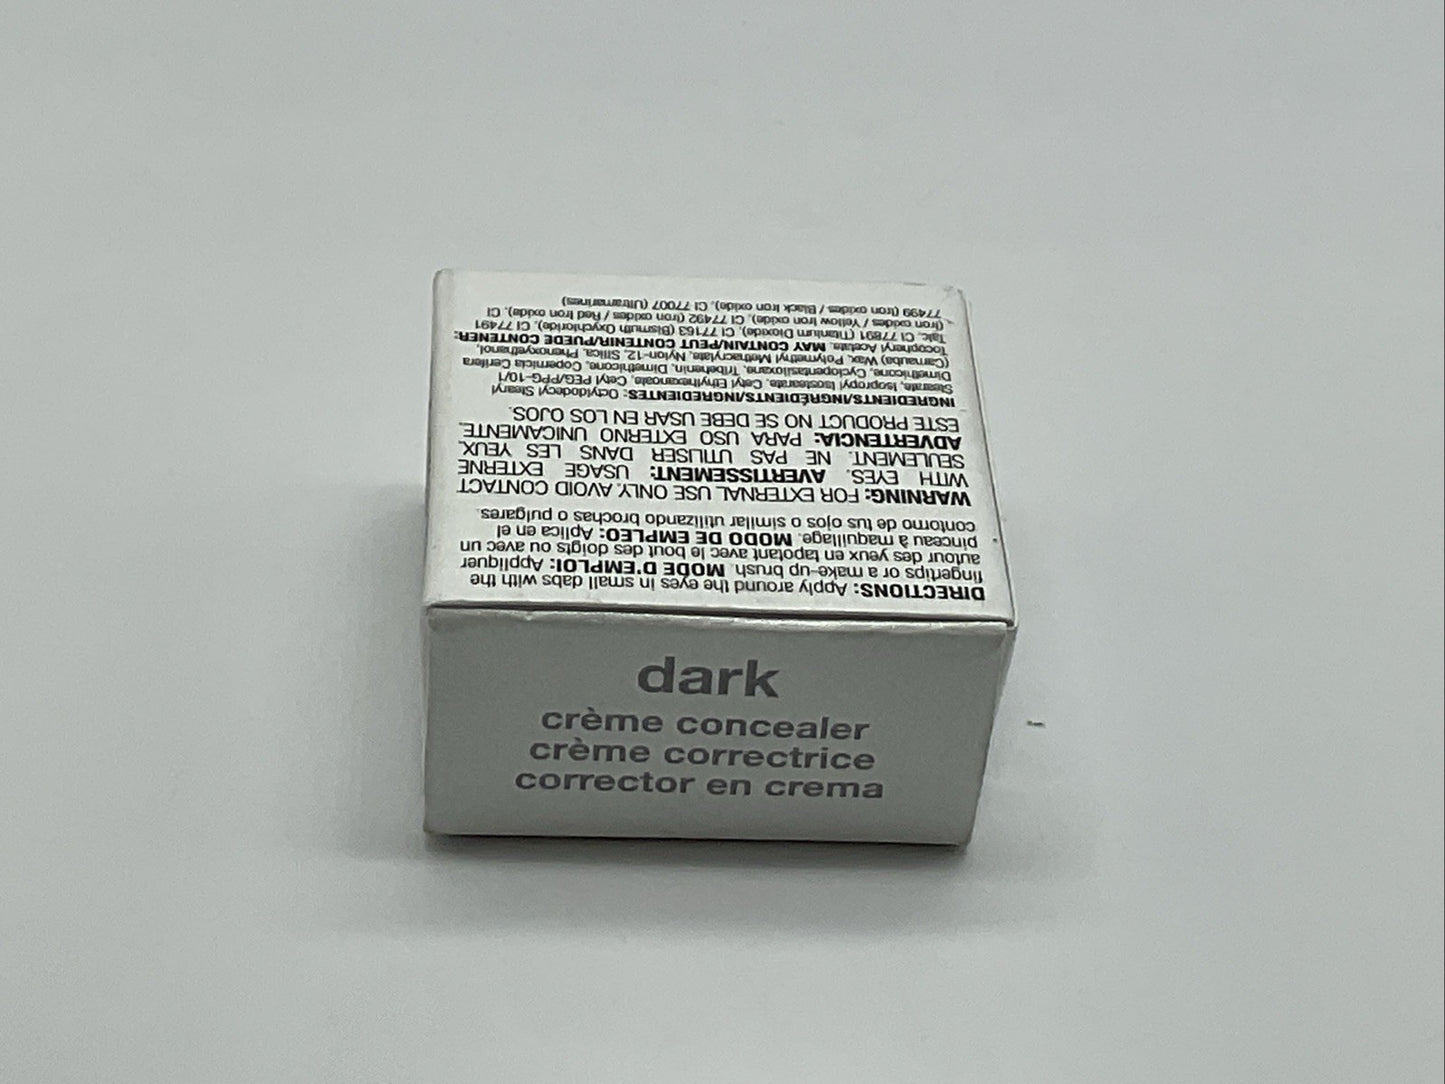 dark
crème concealer
crème correctrice
corrector en crema
DIRECTIONS: Apply around the eyes in small dabs with the
fingertips or a make-up brush. MODE D'EMPLOI: Appliquer
autour des yeux en tapotant avec le bout des doigts ou avec un
pinceau à maquillage. MODO DE EMPLEO: Aplica en el
contorno de tus ojos o similar utilizando brochas o pulgares.
WARNING: FOR EXTERNAL USE ONLY. AVOID CONTACT
WITH EYES. AVERTISSEMENT: USAGE EXTERNE
SEULEMENT. NE PAS UTILISER DANS LES YEUX.
ADVERTENCIA: PARA USO EXTERNO UNICAMENTE.
ESTE PRODUCT NO SE DEBE USAR EN LOS OJOS.
INGREDIENTS/INGRÉDIENTS/INGREDIENTES: Octyldodecyl Stearyl
Stearate, Isopropyl Isostearate, Cetyl Ethylhexanoate, Cetyl PEG/PPG-10/1
Dimethicone, Cyclopentasiloxane, Tribehenin, Dimethicone, Copernicia Cerifera
(Carnauba) Wax, Polymethyl Methacrylate, Nylon-12, Silica, Phenoxyethanol,
Tocopheryl Acetate. MAY CONTAIN/PEUT CONTENIR/PUEDE CONTENER:
Talc, CI 77891 (Titanium Dioxide), CI 77163 (Bismuth Oxychloride), CI 77491
(Iron oxides / Yellow Iron oxide), CI 77492 (Iron oxides / Red Iron oxide), CI
77499 (Iron oxides / Black Iron oxide), CI 77007 (Ultramarines)